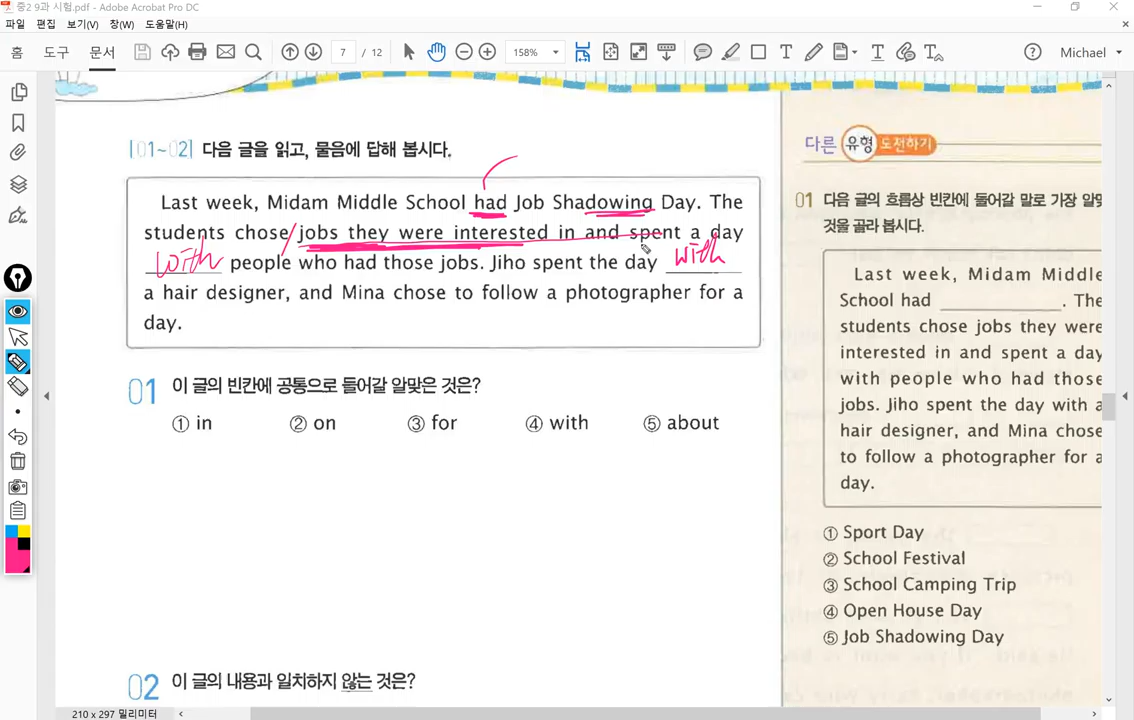 중2 9과 시험.pdf - Adobe Acrobat Pro DC
파일 편집 보기(V) 창(W) 도움말(H)
홈 도구 문서 7 / 12 158% Michael
[01~02] 다음 글을 읽고, 물음에 답해 봅시다.
Last week, Midam Middle School had Job Shadowing Day. The
students chose jobs they were interested in and spent a day
with people who had those jobs. Jiho spent the day with
a hair designer, and Mina chose to follow a photographer for a
day.
01 이 글의 빈칸에 공통으로 들어갈 알맞은 것은?
① in ② on ③ for ④ with ⑤ about
02 이 글의 내용과 일치하지 않는 것은?
다른 유형 도전하기
01 다음 글의 흐름상 빈칸에 들어갈 말로 가장 알맞
것을 골라 봅시다.
Last week, Midam Middle
School had ____________. The
students chose jobs they were
interested in and spent a day
with people who had those
jobs. Jiho spent the day with a
hair designer, and Mina chose
to follow a photographer for a
day.
① Sport Day
② School Festival
③ School Camping Trip
④ Open House Day
⑤ Job Shadowing Day
210 x 297 밀리미터